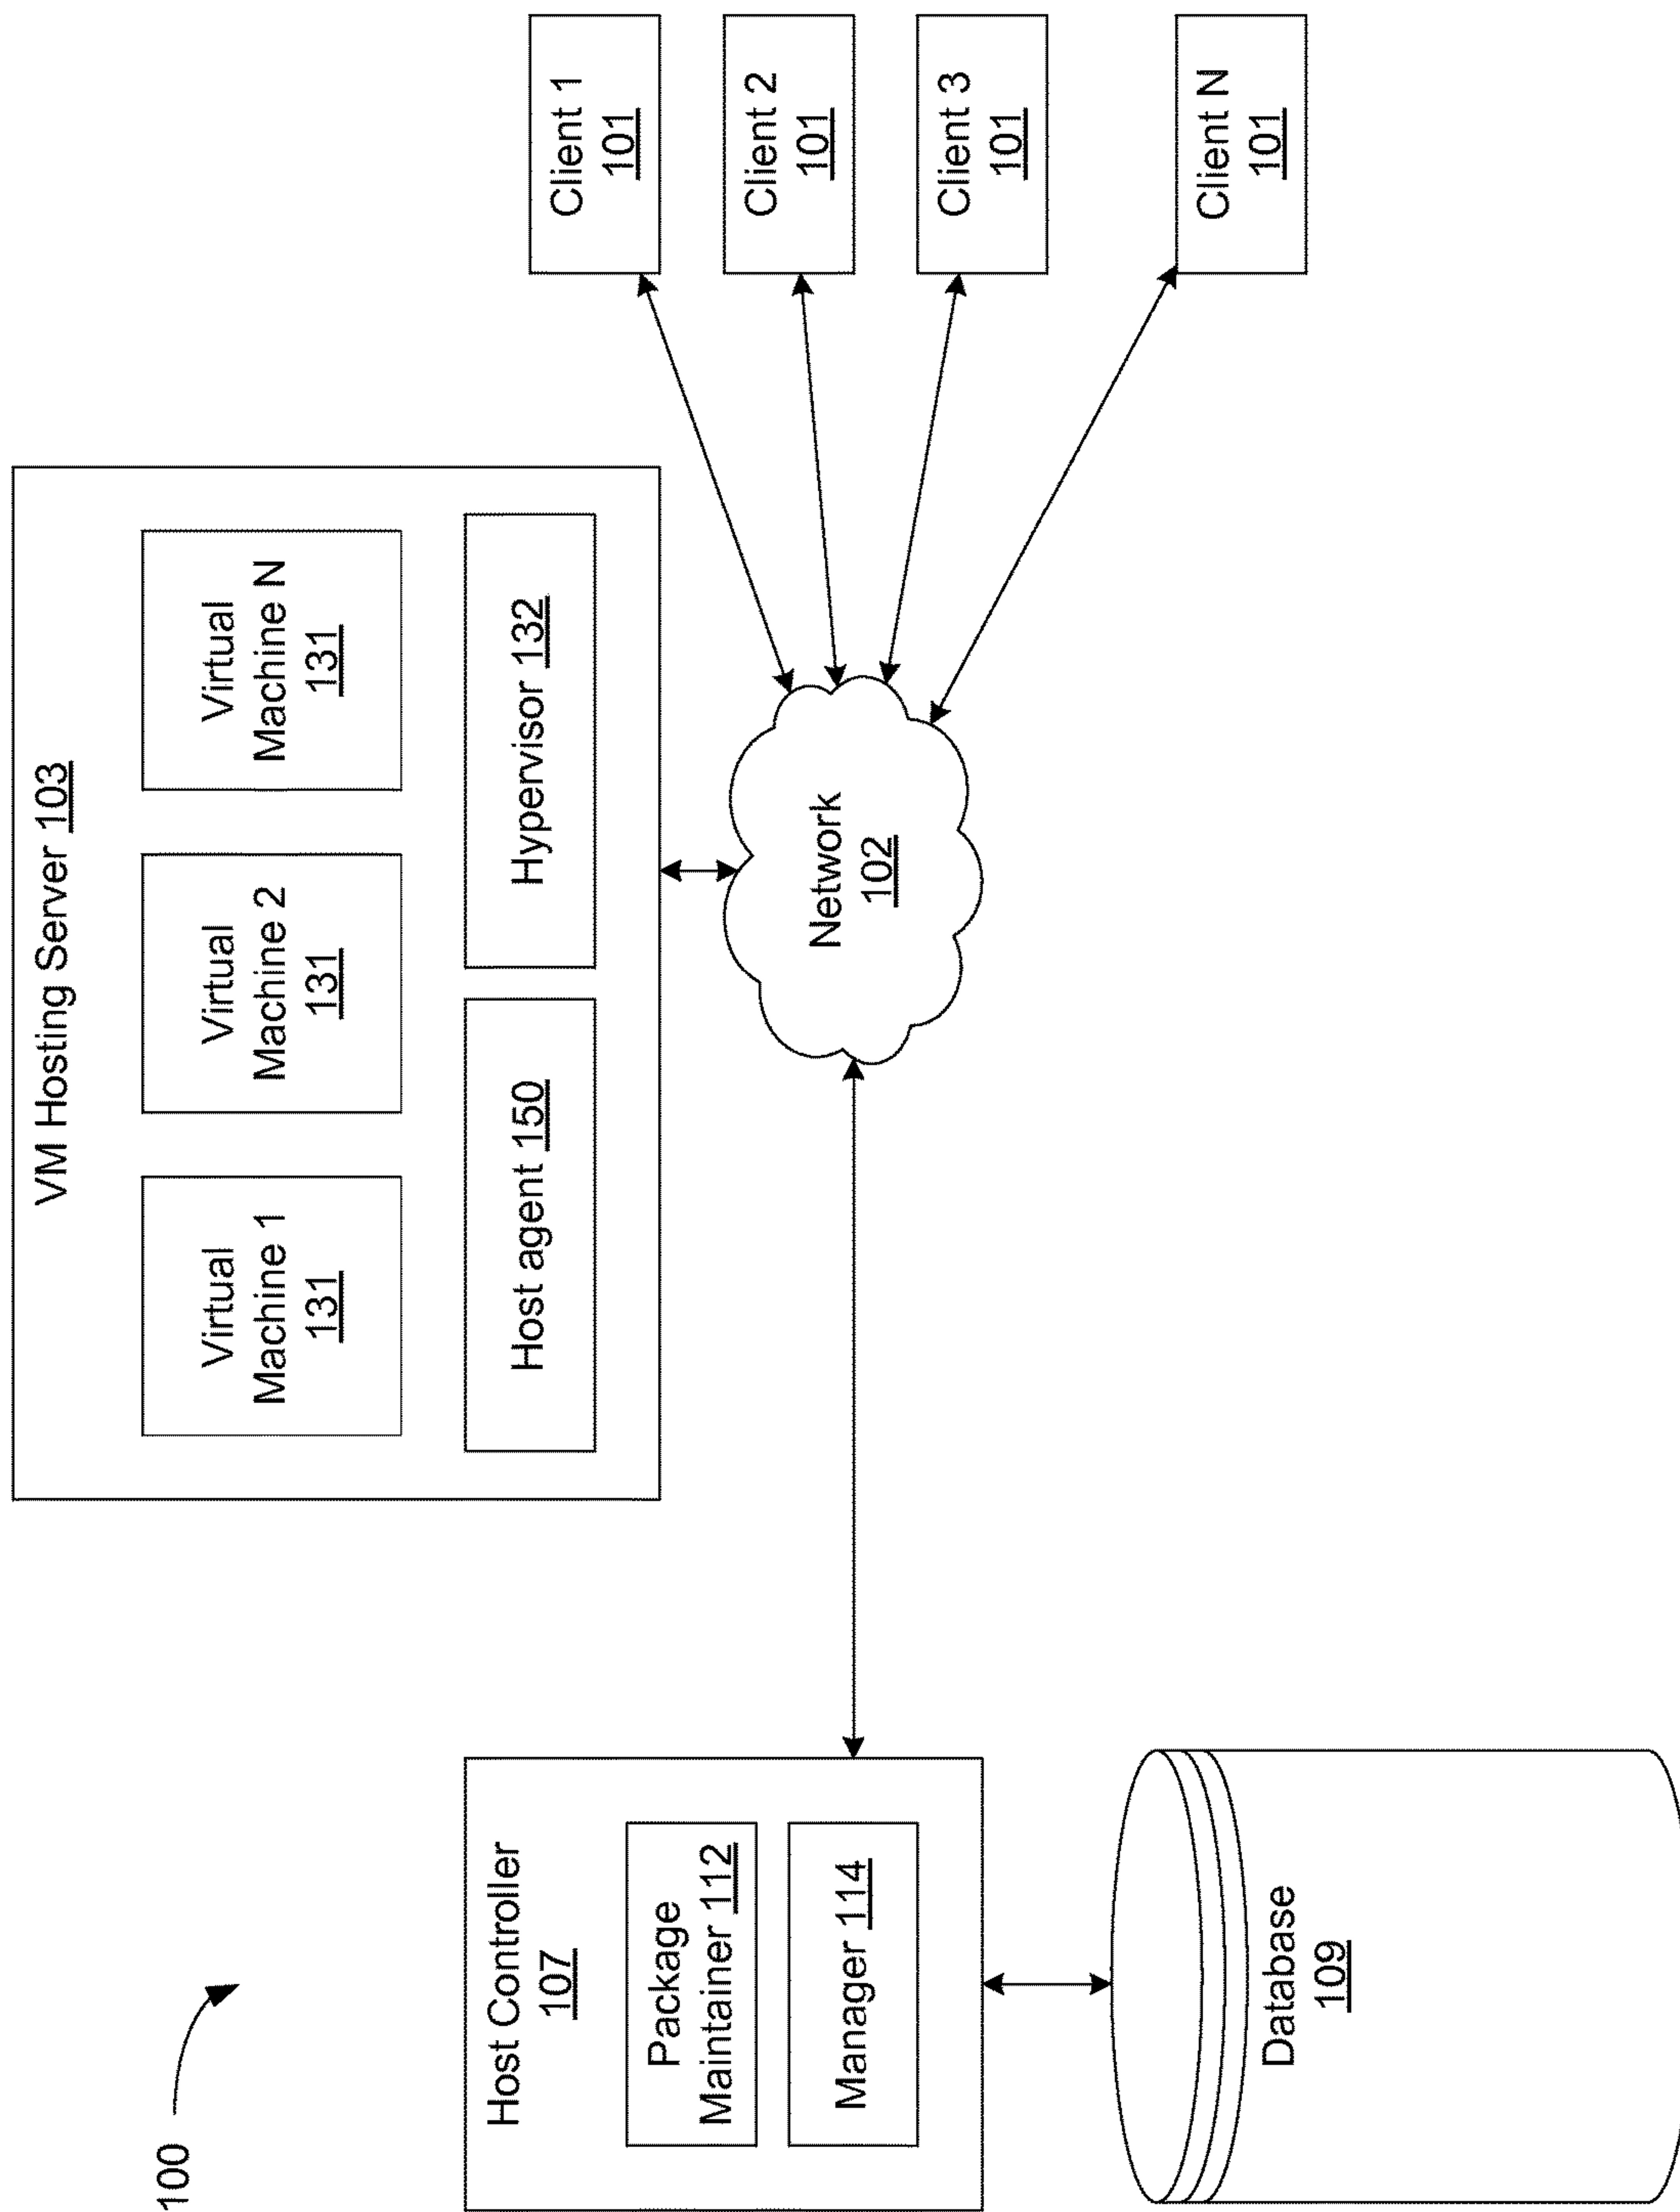 100
VM Hosting Server 103
Virtual
Machine 1
131
Virtual
Machine 2
131
Virtual
Machine N
131
Host agent 150
Hypervisor 132
Host Controller
107
Package
Maintainer 112
Manager 114
Network
102
Client 1
101
Client 2
101
Client 3
101
Client N
101
Database
109